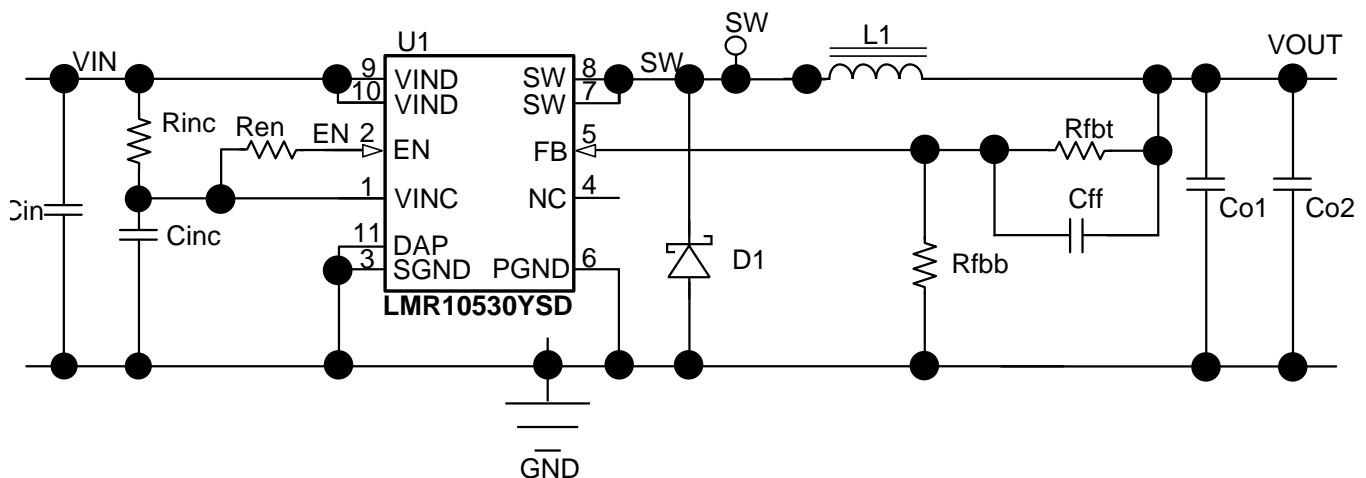 SW
U1
L1
VIN
VOUT
9
VIND
SW
8
SW
10
VIND
SW
7
Rinc
Ren
EN
2
EN
FB
5
Rfbt
1
VINC
NC
4
Cin
Cinc
Cff
Co1
Co2
11
DAP
3
SGND
PGND
6
D1
Rfbb
LMR10530YSD
GND